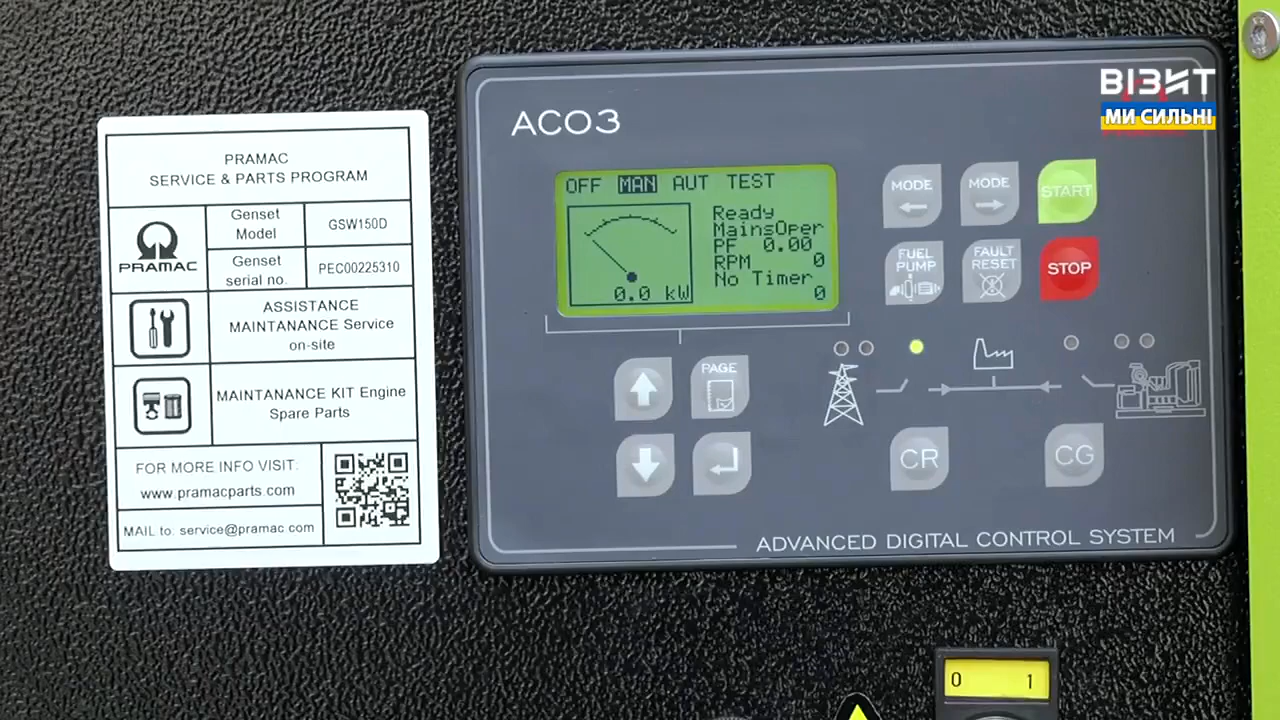 PRAMAC
SERVICE & PARTS PROGRAM
PRAMAC
Genset
Model
GSW150D
Genset
serial no.
PEC00225310
ASSISTANCE
MAINTANANCE Service
on-site
MAINTANANCE KIT Engine
Spare Parts
FOR MORE INFO VISIT:
www.pramacparts.com
MAIL to: service@pramac.com
ACO3
OFF MAN AUT TEST
Ready
MainsOper
PF 0.00
RPM 0
No Timer
0.0 kW
0
MODE
MODE
START
FUEL
PUMP
FAULT
RESET
STOP
PAGE
CR
CG
ADVANCED DIGITAL CONTROL SYSTEM
0 1
ВІЗИТ
МИ СИЛЬНІ